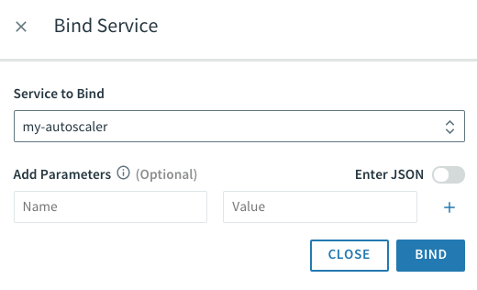 Bind Service
Service to Bind
my-autoscaler
Add Parameters (Optional) Enter JSON
Name Value
CLOSE BIND